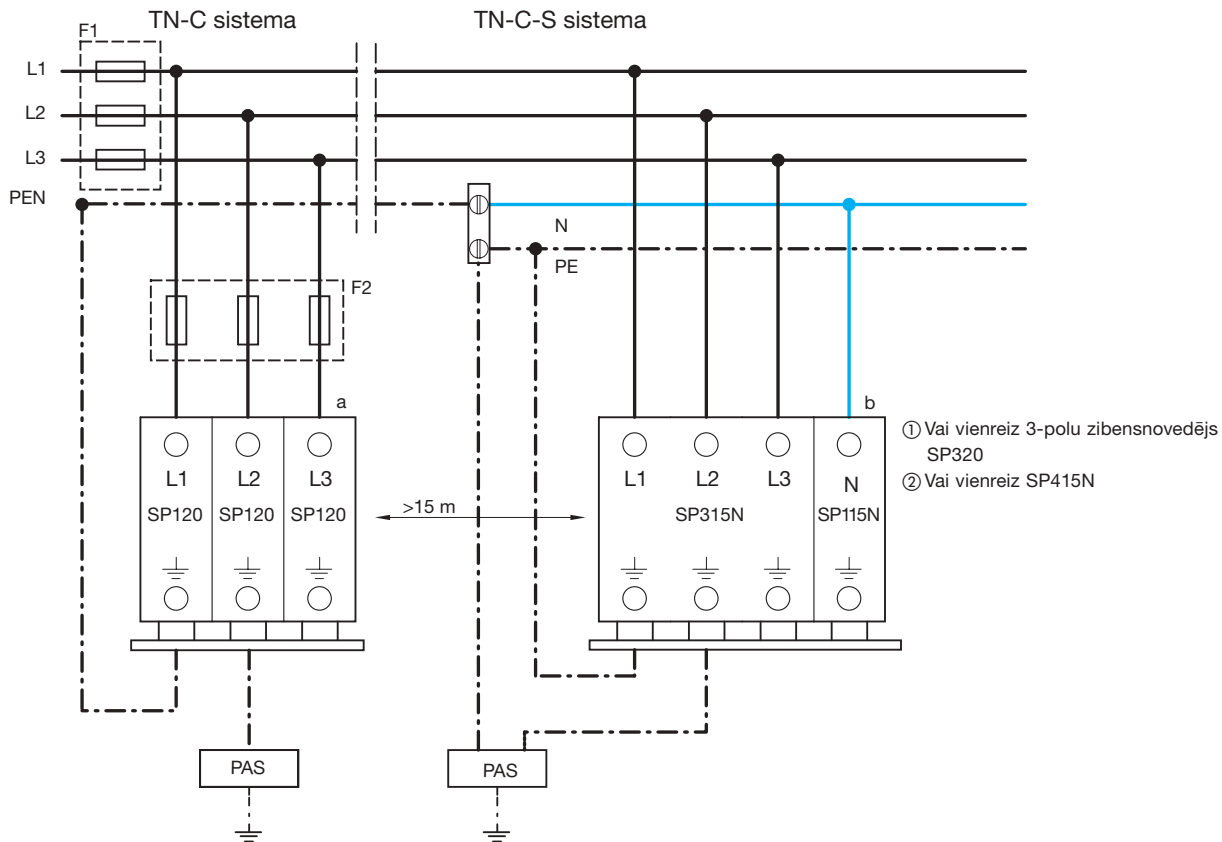 TN-C sistema
TN-C-S sistema
F1
L1
L2
L3
PEN
N
PE
F2
a
b
L1
L2
L3
SP120
SP120
SP120
>15 m
L1
L2
L3
N
SP315N
SP115N
① Vai vienreiz 3-polu zibensnovedējs
SP320
② Vai vienreiz SP415N
PAS
PAS